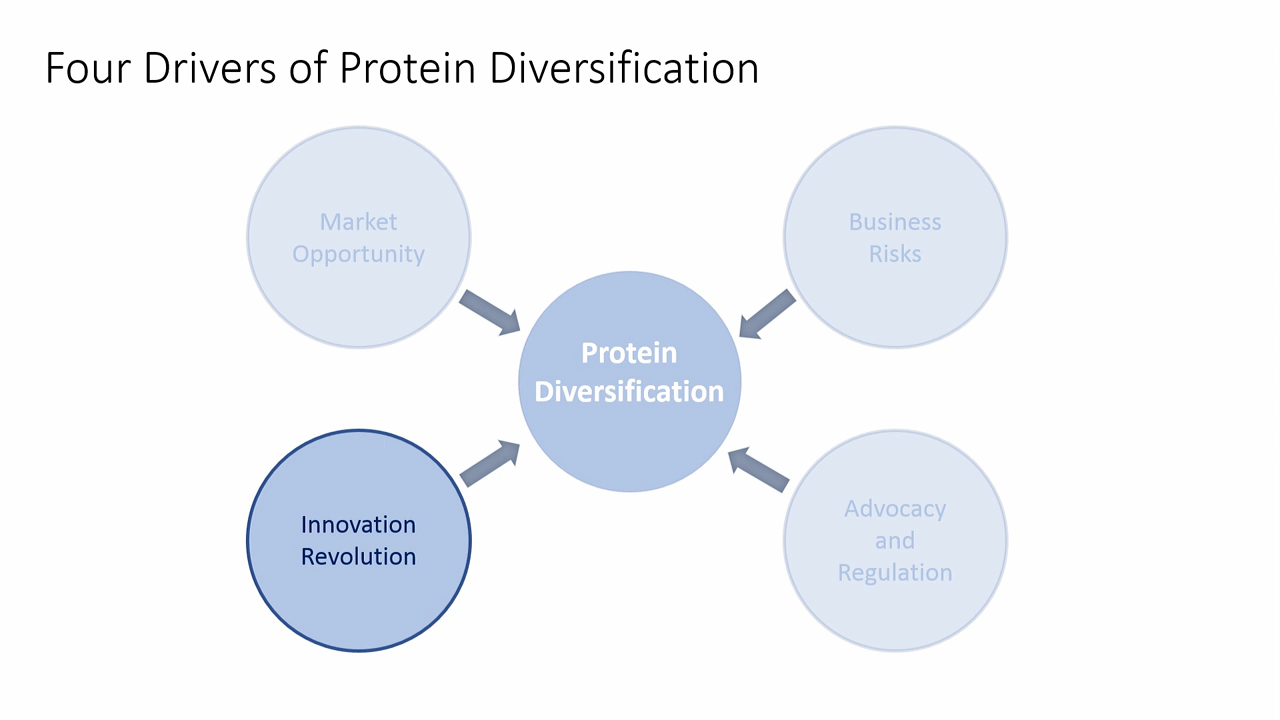 Four Drivers of Protein Diversification
Market
Opportunity
Business
Risks
Protein
Diversification
Innovation
Revolution
Advocacy
and
Regulation